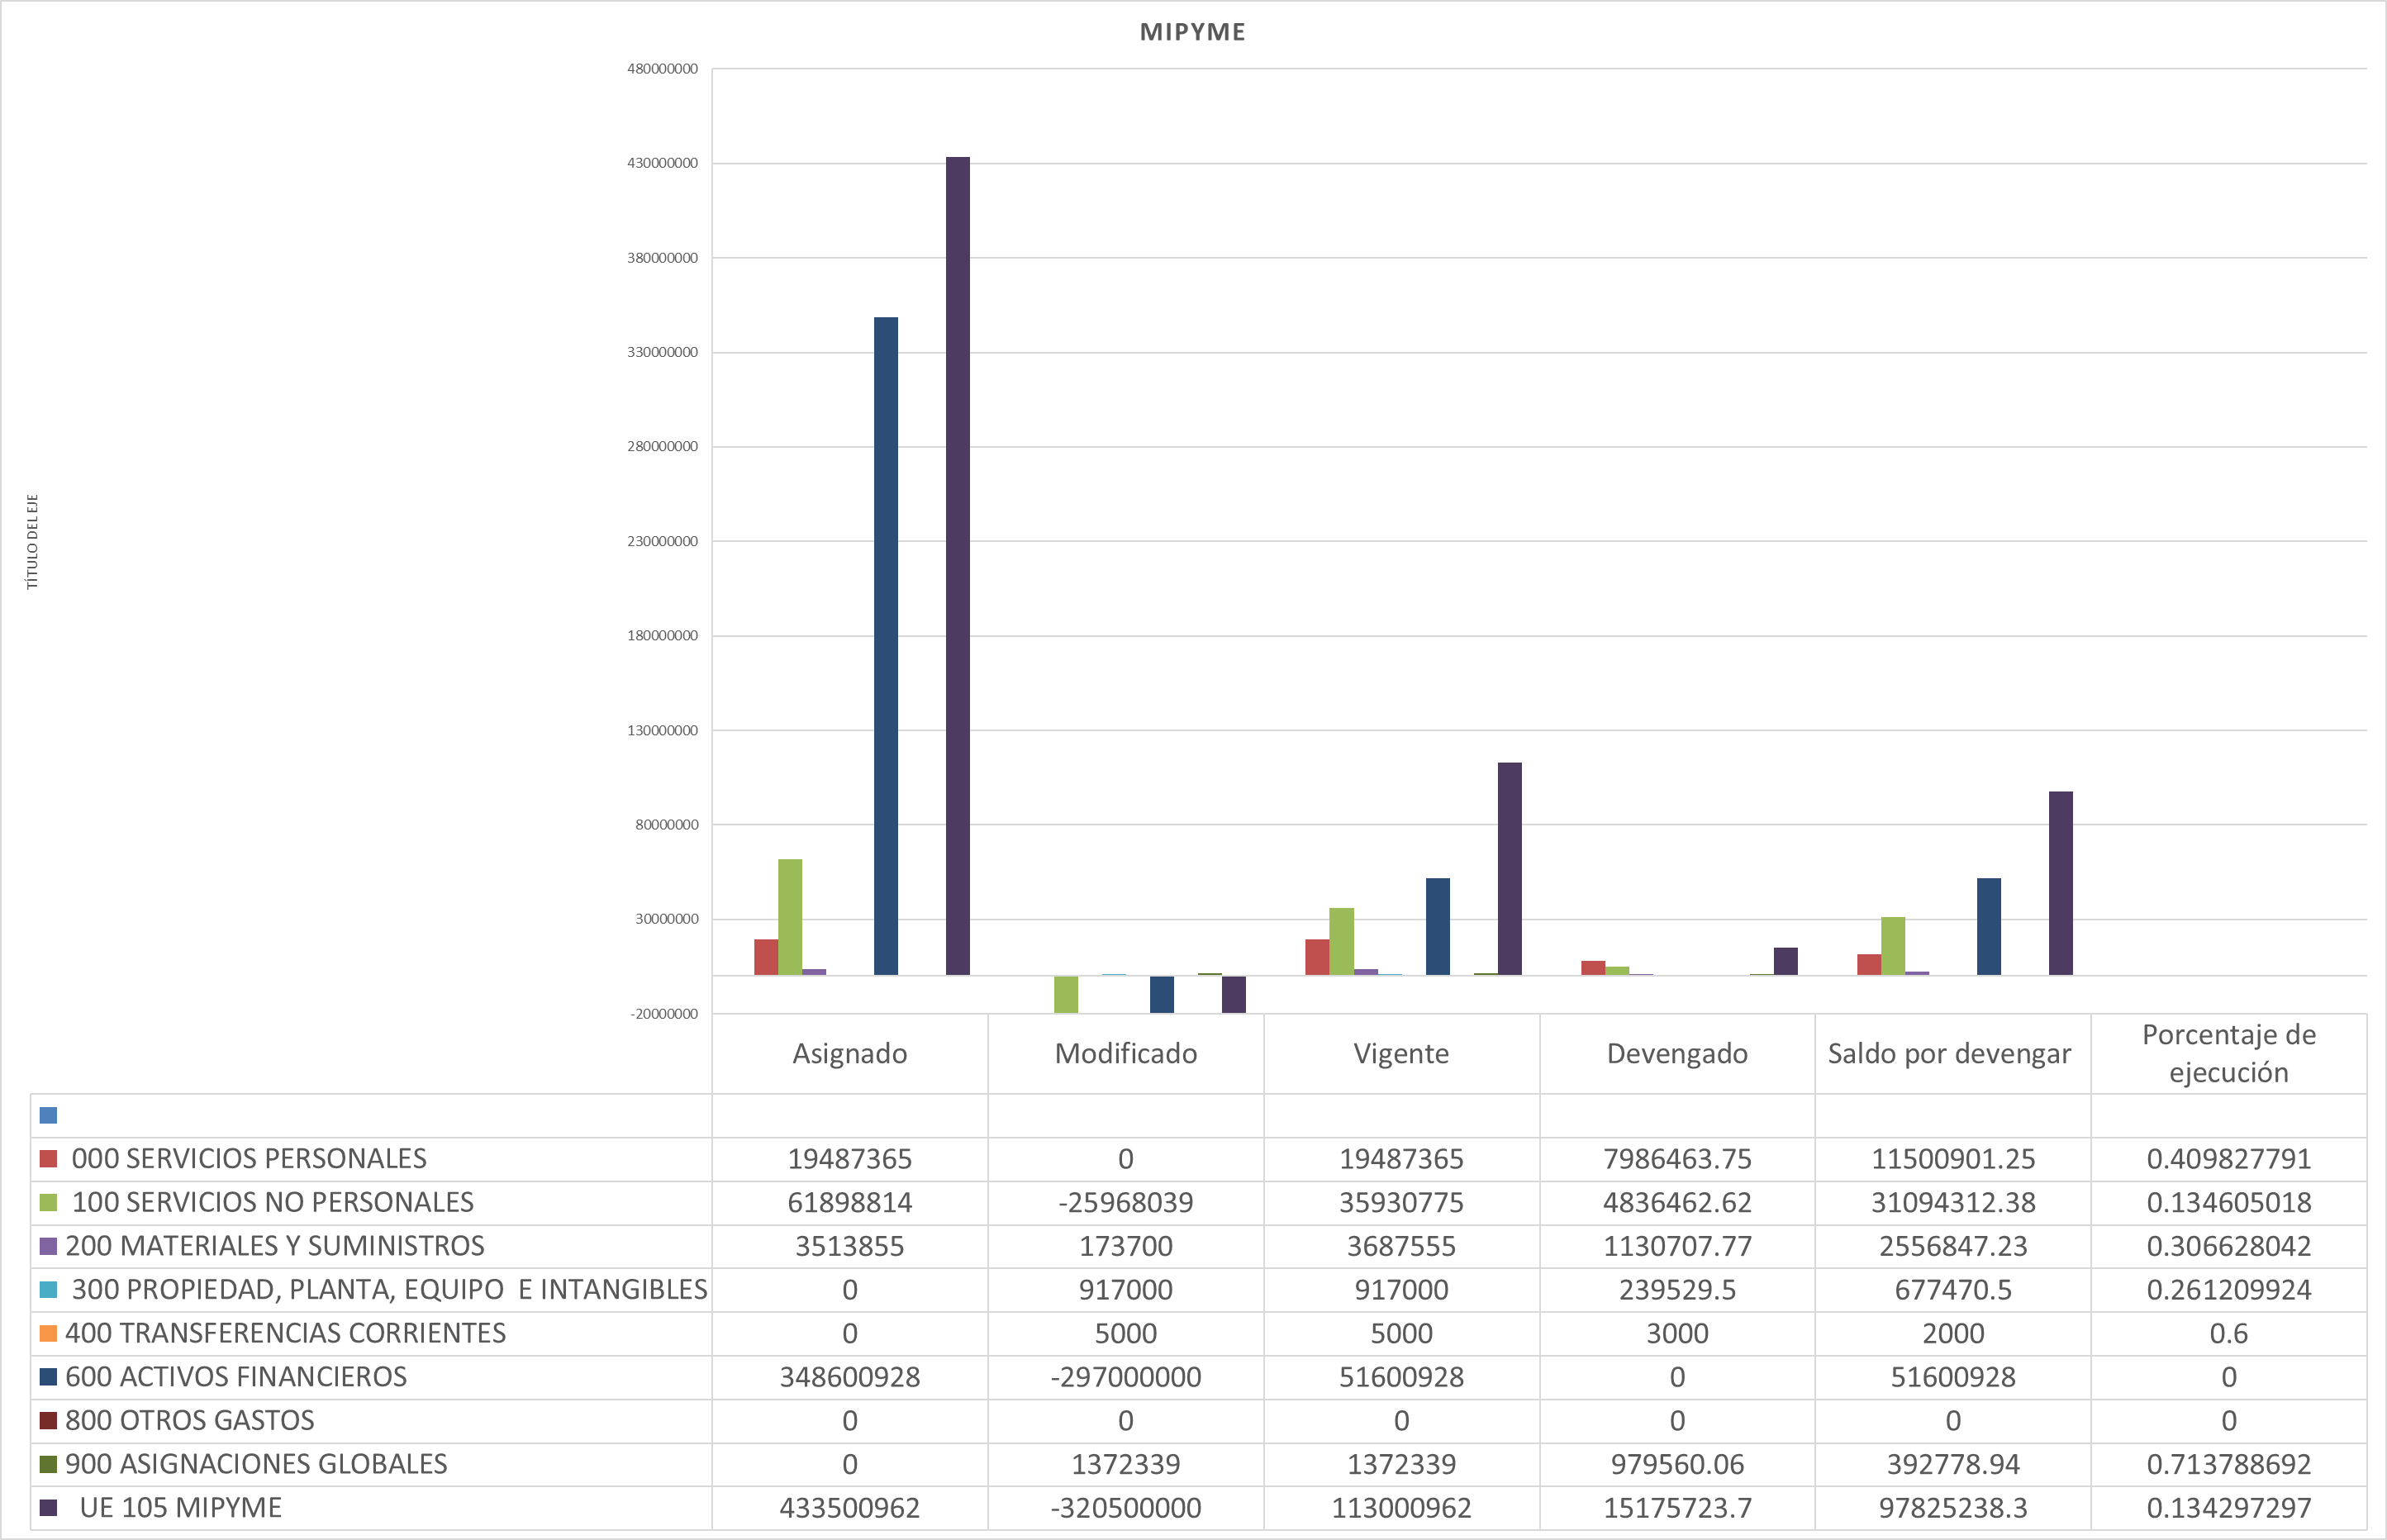 MIPYME
480000000
430000000
380000000
330000000
280000000
230000000
180000000
130000000
80000000
30000000
-20000000
TÍTULO DEL EJE
Asignado Modificado Vigente Devengado Saldo por devengar Porcentaje de ejecución
000 SERVICIOS PERSONALES 19487365 0 19487365 7986463.75 11500901.25 0.409827791
100 SERVICIOS NO PERSONALES 61898814 -25968039 35930775 4836462.62 31094312.38 0.134605018
200 MATERIALES Y SUMINISTROS 3513855 173700 3687555 1130707.77 2556847.23 0.306628042
300 PROPIEDAD, PLANTA, EQUIPO E INTANGIBLES 0 917000 917000 239529.5 677470.5 0.261209924
400 TRANSFERENCIAS CORRIENTES 0 5000 5000 3000 2000 0.6
600 ACTIVOS FINANCIEROS 348600928 -297000000 51600928 0 51600928 0
800 OTROS GASTOS 0 0 0 0 0 0
900 ASIGNACIONES GLOBALES 0 1372339 1372339 979560.06 392778.94 0.713788692
UE 105 MIPYME 433500962 -320500000 113000962 15175723.7 97825238.3 0.134297297